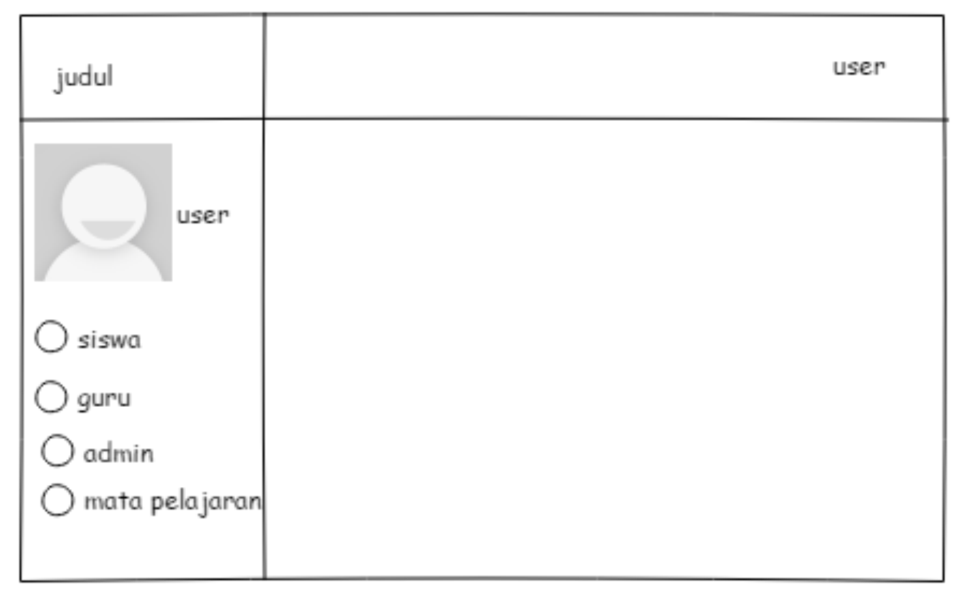 judul
user
user
siswa
guru
admin
mata pelajaran